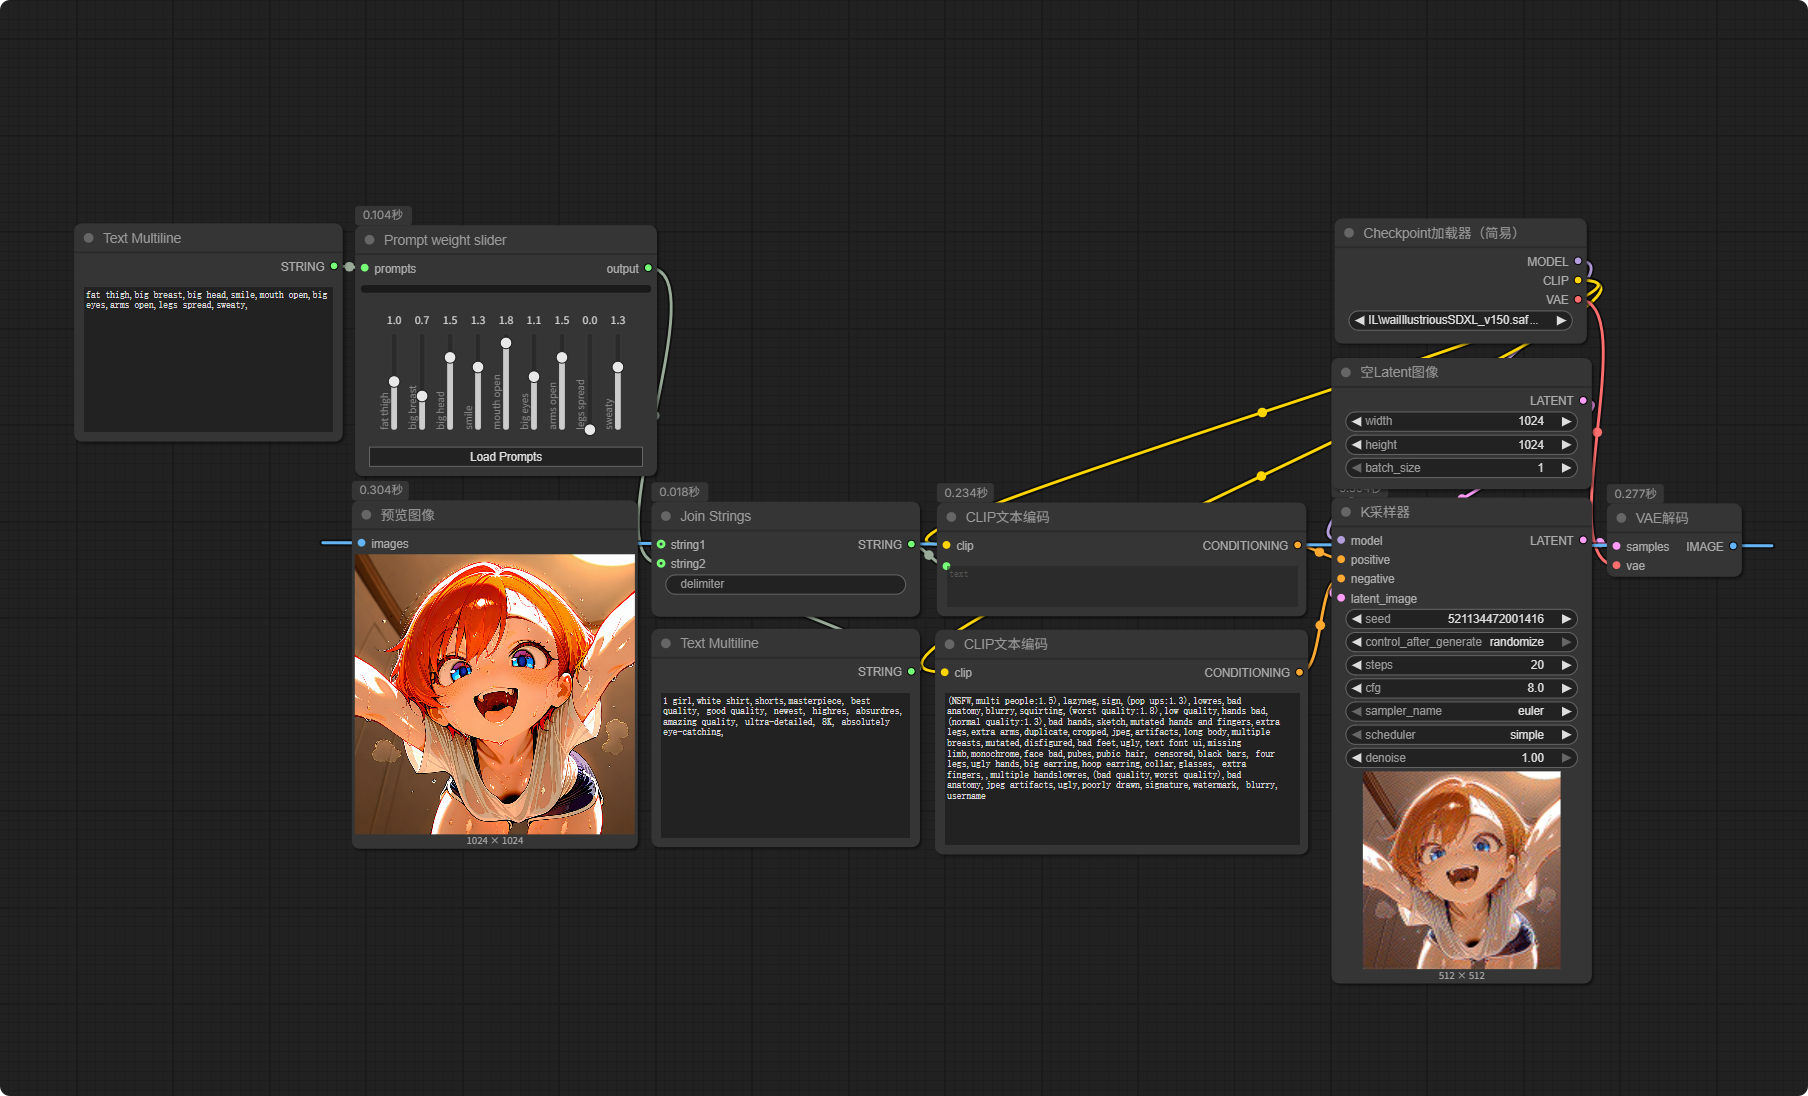 Text Multiline
STRING
fat thigh,big breast,big head,smile,mouth open,big
eyes,arms open,legs spread,sweaty,
0.104秒
Prompt weight slider
prompts
output
1.0 0.7 1.5 1.3 1.8 1.1 1.5 0.0 1.3
fat thigh
big breast
big head
smile
mouth open
big eyes
arms open
legs spread
sweaty
Load Prompts
0.304秒
预览图像
images
1024 × 1024
0.018秒
Join Strings
string1
STRING
string2
delimiter
Text Multiline
STRING
1 girl,white shirt,shorts,masterpiece, best
quality, good quality, newest, highres, absurdres,
amazing quality, ultra-detailed, 8K, absolutely
eye-catching,
0.234秒
CLIP文本编码
clip
CONDITIONING
text
CLIP文本编码
clip
CONDITIONING
(NSFW,multi people:1.5),lazyneg,sign,(pop ups:1.3),lowres,bad
anatomy,blurry,squirting,(worst quality:1.8),low quality,hands bad,
(normal quality:1.3),bad hands,sketch,mutated hands and fingers,extra
legs,extra arms,duplicate,cropped,jpeg,artifacts,long body,multiple
breasts,mutated,disfigured,bad feet,ugly,text font ui,missing
limb,monochrome,face bad,pubes,pubic hair, censored,black bars, four
legs,ugly hands,big earring,hoop earring,collar,glasses, extra
fingers,,multiple handslowres,(bad quality,worst quality),bad
anatomy,jpeg artifacts,ugly,poorly drawn,signature,watermark, blurry,
username
Checkpoint加载器（简易）
MODEL
CLIP
VAE
IL\waiIllustriousSDXL_v150.saf...
空Latent图像
LATENT
width 1024
height 1024
batch_size 1
K采样器
model
LATENT
positive
negative
latent_image
seed 521134472001416
control_after_generate randomize
steps 20
cfg 8.0
sampler_name euler
scheduler simple
denoise 1.00
512 × 512
0.277秒
VAE解码
samples
IMAGE
vae